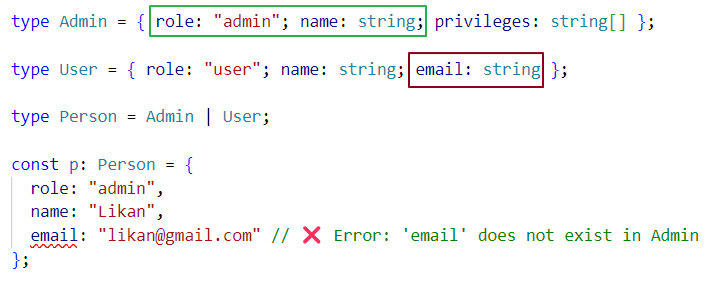 type Admin = { role: "admin"; name: string; privileges: string[] };
type User = { role: "user"; name: string; email: string };
type Person = Admin | User;
const p: Person = {
role: "admin",
name: "Likan",
email: "likan@gmail.com" // ❌ Error: 'email' does not exist in Admin
};